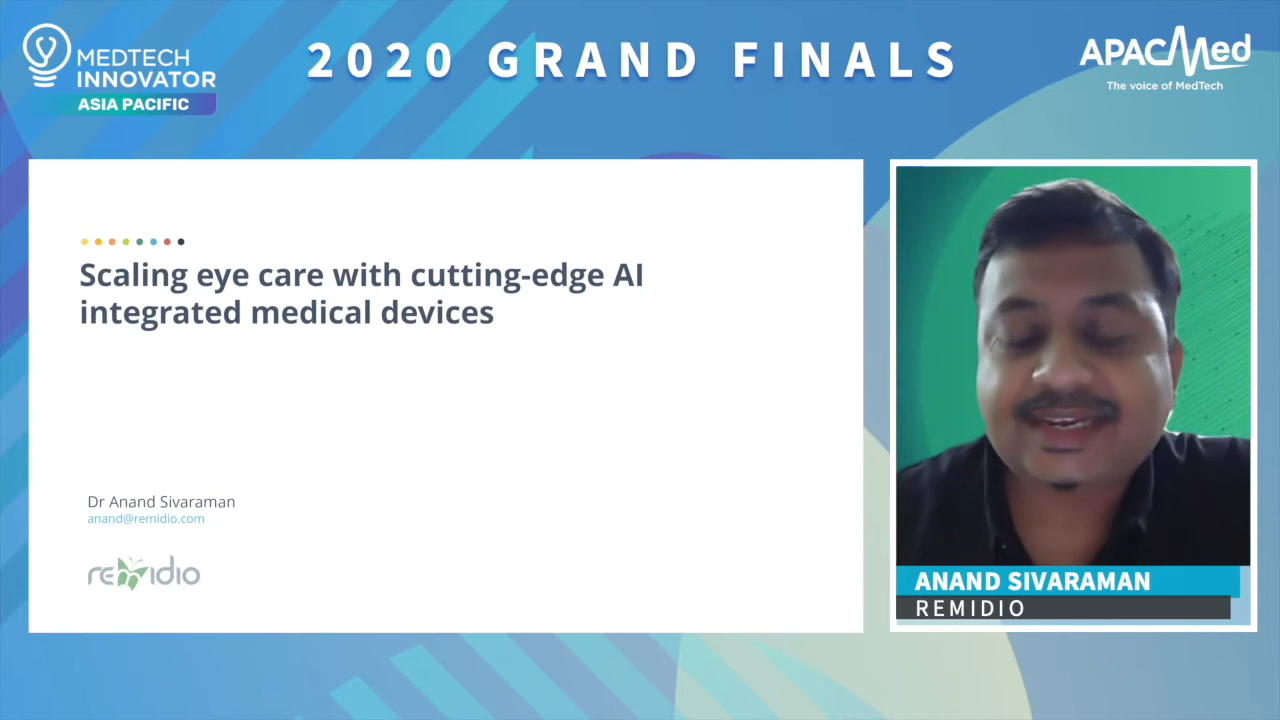 MEDTECH
INNOVATOR
ASIA PACIFIC
2020 GRAND FINALS
APACMed
The voice of MedTech
Scaling eye care with cutting-edge AI
integrated medical devices
Dr Anand Sivaraman
anand@remidio.com
remidio
ANAND SIVARAMAN
REMIDIO